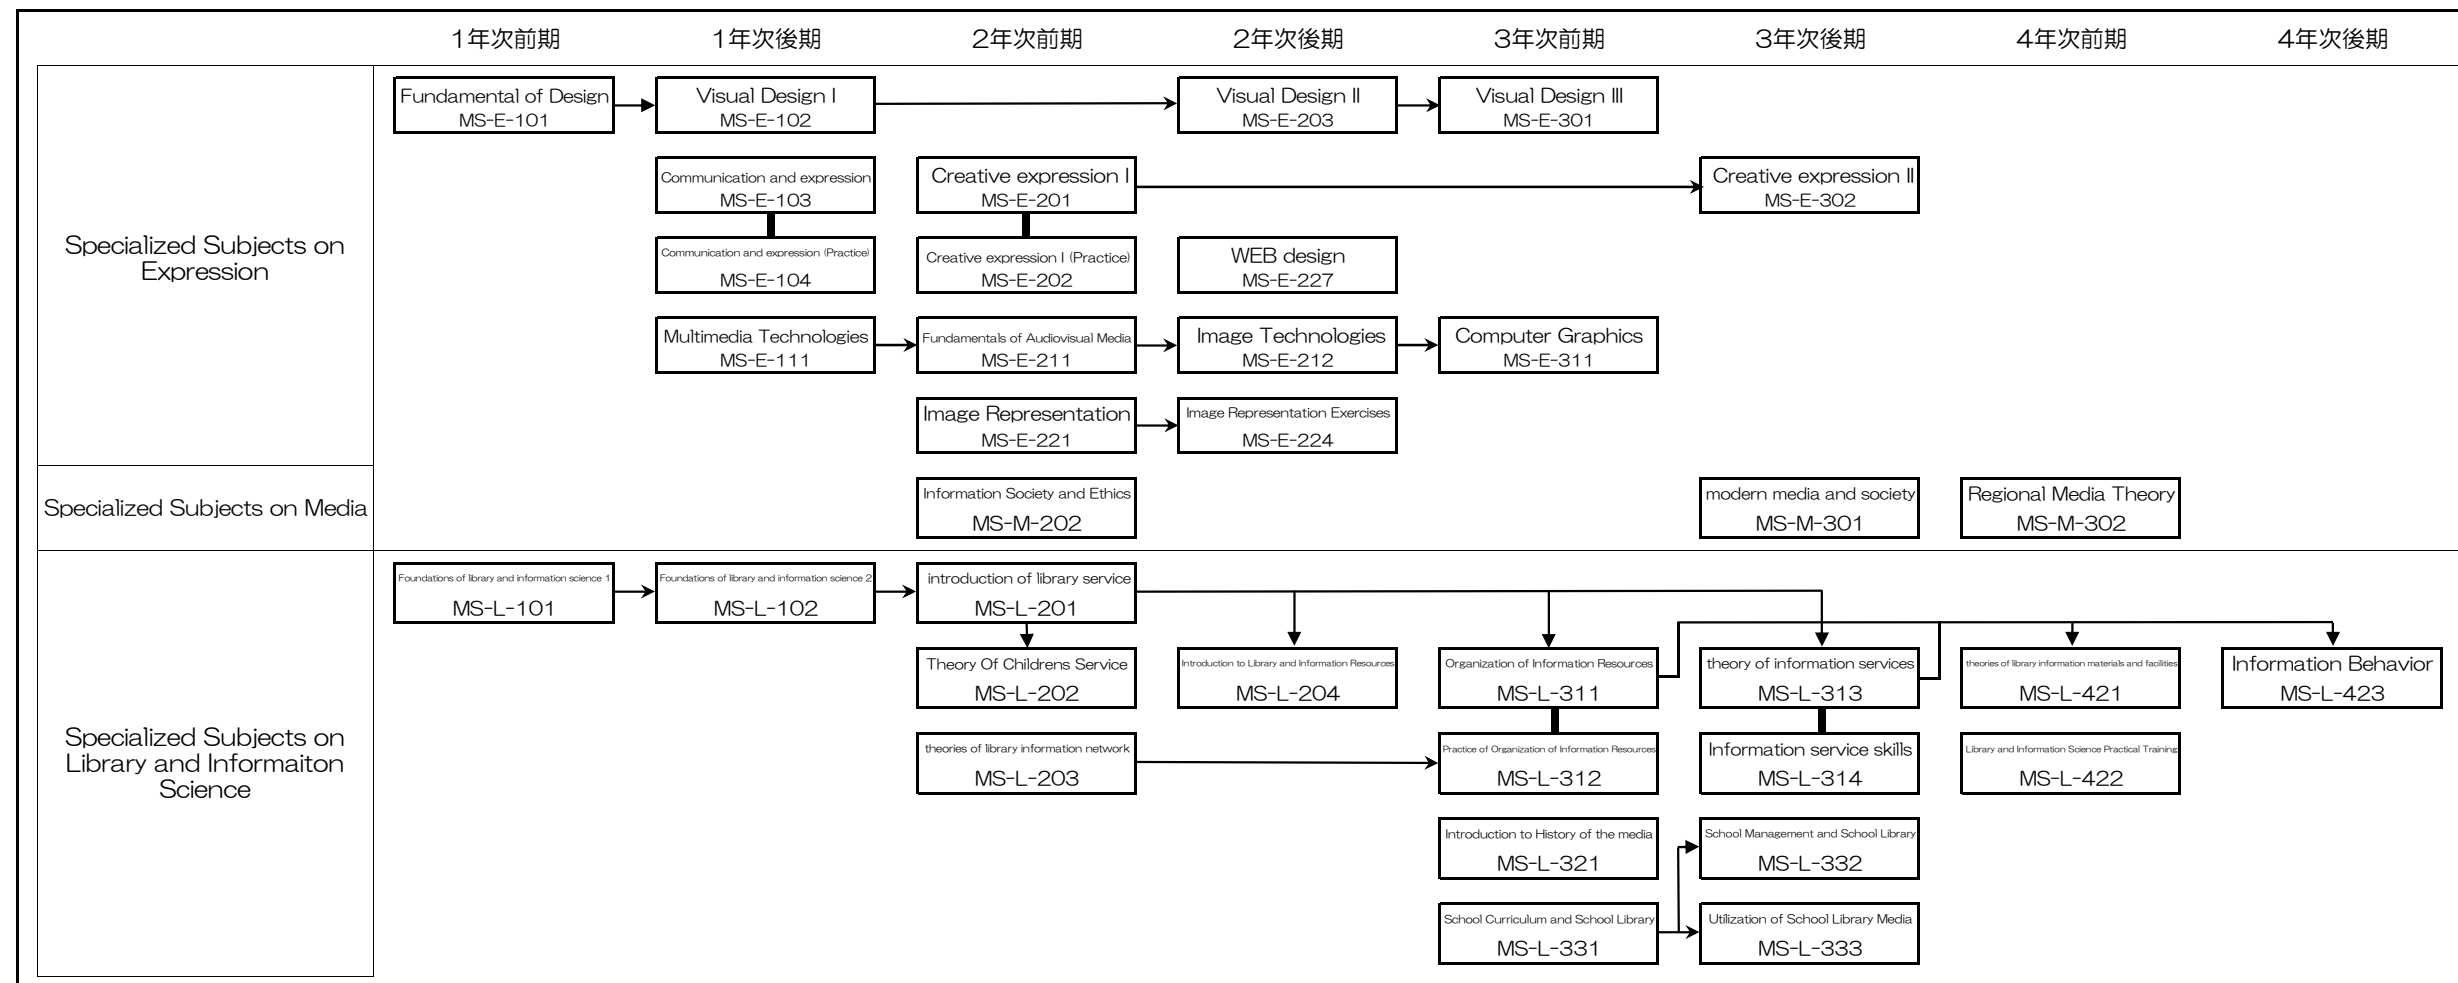 1年次前期
1年次後期
2年次前期
2年次後期
3年次前期
3年次後期
4年次前期
4年次後期
Specialized Subjects on
Expression
Fundamental of Design
MS-E-101
Visual Design I
MS-E-102
Visual Design II
MS-E-203
Visual Design III
MS-E-301
Communication and expression
MS-E-103
Creative expression I
MS-E-201
Creative expression II
MS-E-302
Communication and expression (Practice)
MS-E-104
Creative expression I (Practice)
MS-E-202
WEB design
MS-E-227
Multimedia Technologies
MS-E-111
Fundamentals of Audiovisual Media
MS-E-211
Image Technologies
MS-E-212
Computer Graphics
MS-E-311
Image Representation
MS-E-221
Image Representation Exercises
MS-E-224
Specialized Subjects on Media
Information Society and Ethics
MS-M-202
modern media and society
MS-M-301
Regional Media Theory
MS-M-302
Specialized Subjects on
Library and Informaiton
Science
Foundations of library and information science 1
MS-L-101
Foundations of library and information science 2
MS-L-102
introduction of library service
MS-L-201
Theory Of Childrens Service
MS-L-202
Introduction to Library and Information Resources
MS-L-204
Organization of Information Resources
MS-L-311
theory of information services
MS-L-313
theories of library information materials and facilities
MS-L-421
Information Behavior
MS-L-423
theories of library information network
MS-L-203
Practice of Organization of Information Resources
MS-L-312
Information service skills
MS-L-314
Library and Information Science Practical Training
MS-L-422
Introduction to History of the media
MS-L-321
School Management and School Library
MS-L-332
School Curriculum and School Library
MS-L-331
Utilization of School Library Media
MS-L-333